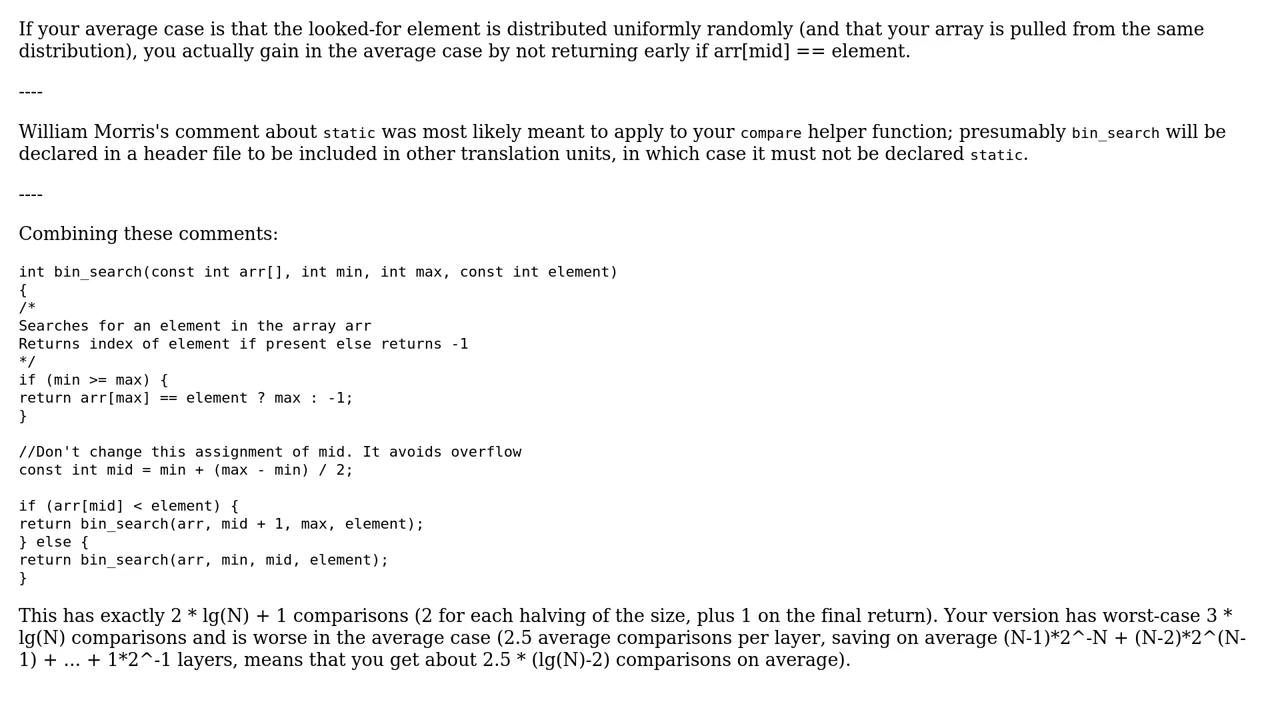 If your average case is that the looked-for element is distributed uniformly randomly (and that your array is pulled from the same
distribution), you actually gain in the average case by not returning early if arr[mid] == element.
----
William Morris's comment about static was most likely meant to apply to your compare helper function; presumably bin_search will be
declared in a header file to be included in other translation units, in which case it must not be declared static.
----
Combining these comments:
int bin_search(const int arr[], int min, int max, const int element)
{
/*
Searches for an element in the array arr
Returns index of element if present else returns -1
*/
if (min >= max) {
return arr[max] == element ? max : -1;
}
//Don't change this assignment of mid. It avoids overflow
const int mid = min + (max - min) / 2;
if (arr[mid] < element) {
return bin_search(arr, mid + 1, max, element);
} else {
return bin_search(arr, min, mid, element);
}
This has exactly 2 * lg(N) + 1 comparisons (2 for each halving of the size, plus 1 on the final return). Your version has worst-case 3 *
lg(N) comparisons and is worse in the average case (2.5 average comparisons per layer, saving on average (N-1)*2^-N + (N-2)*2^(N-
1) + ... + 1*2^-1 layers, means that you get about 2.5 * (lg(N)-2) comparisons on average).